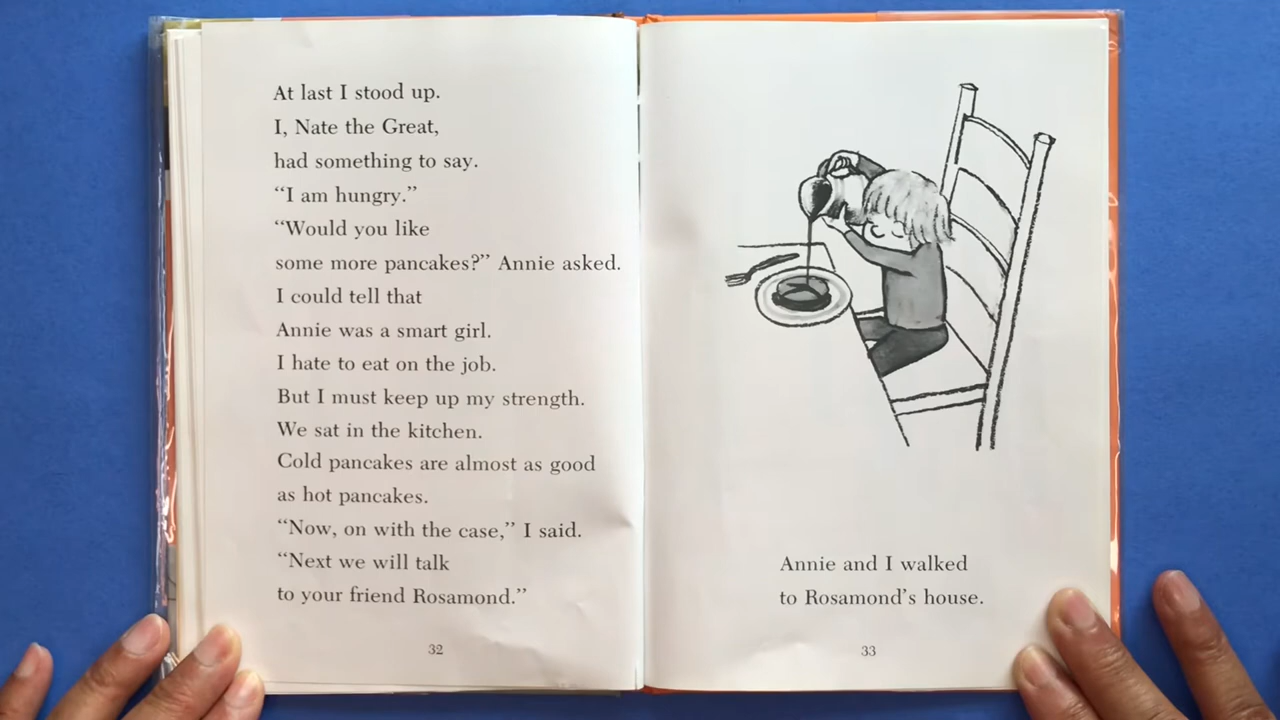 At last I stood up.
I, Nate the Great,
had something to say.
“I am hungry.”
“Would you like
some more pancakes?” Annie asked.
I could tell that
Annie was a smart girl.
I hate to eat on the job.
But I must keep up my strength.
We sat in the kitchen.
Cold pancakes are almost as good
as hot pancakes.
“Now, on with the case,” I said.
“Next we will talk
to your friend Rosamond.”
32
Annie and I walked
to Rosamond’s house.
33